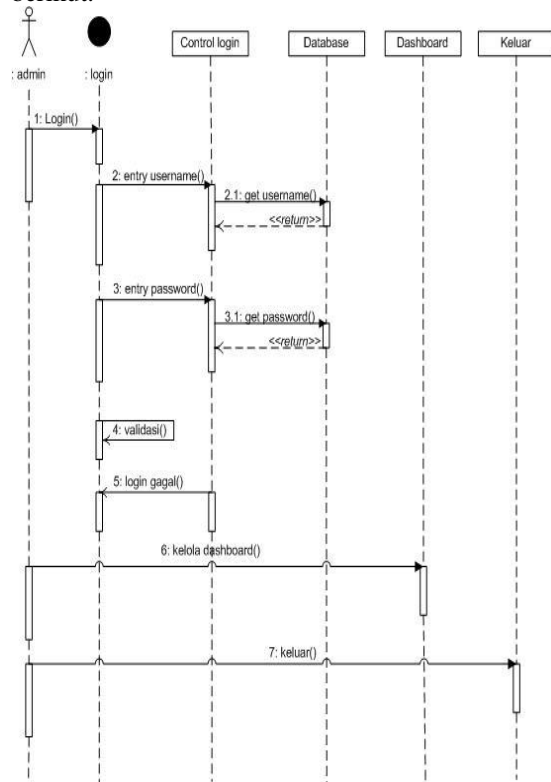 berikut:
Control login
Database
Dashboard
Keluar
: admin
: login
1: Login()
2: entry username()
2.1: get username()
<<return>>
3: entry password()
3.1: get password()
<<return>>
4: validasi()
5: login gagal()
6: kelola dashboard()
7: keluar()